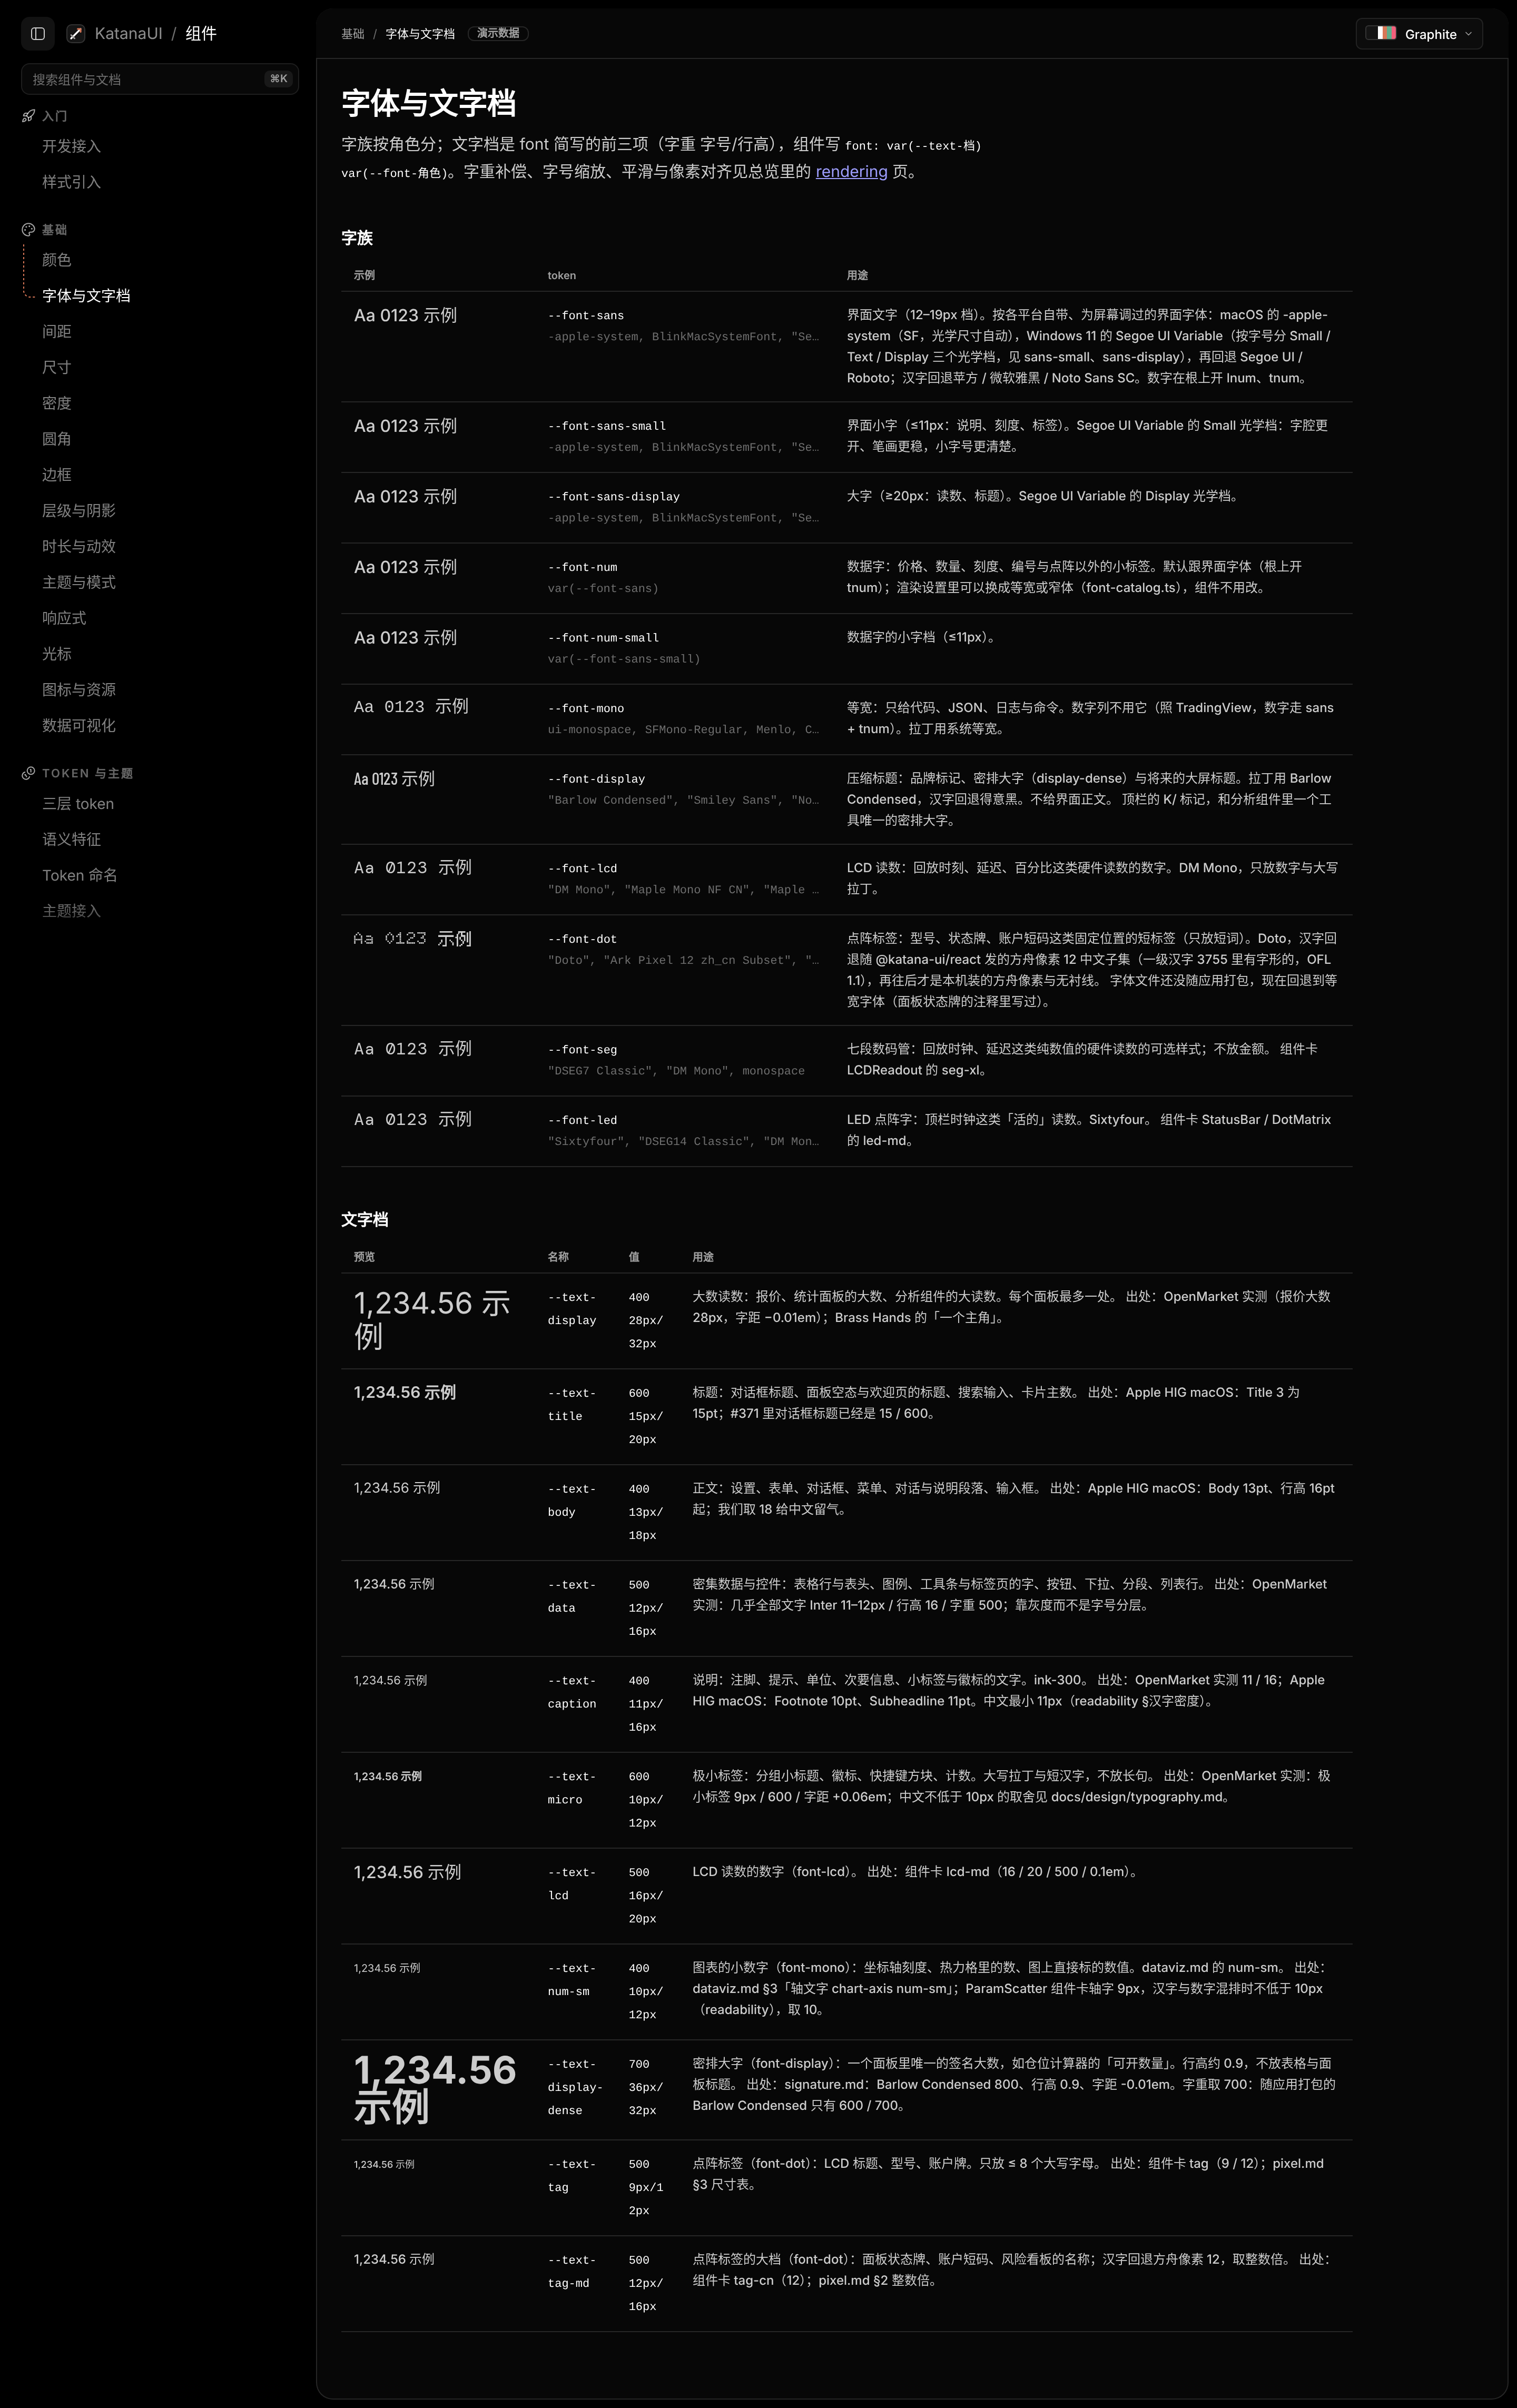 KatanaUI / 组件
搜索组件与文档
⌘K
入门
开发接入
样式引入
基础
颜色
字体与文字档
间距
尺寸
密度
圆角
边框
层级与阴影
时长与动效
主题与模式
响应式
光标
图标与资源
数据可视化
TOKEN 与主题
三层 token
语义特征
Token 命名
主题接入
基础 / 字体与文字档 演示数据
Graphite
字体与文字档
字族按角色分；文字档是 font 简写的前三项（字重 字号/行高），组件写 font: var(--text-档)
var(--font-角色)。字重补偿、字号缩放、平滑与像素对齐见总览里的 rendering 页。
字族
示例 token 用途
Aa 0123 示例
--font-sans
-apple-system, BlinkMacSystemFont, "Se…
界面文字（12–19px 档）。按各平台自带、为屏幕调过的界面字体：macOS 的 -apple-
system（SF，光学尺寸自动），Windows 11 的 Segoe UI Variable（按字号分 Small /
Text / Display 三个光学档，见 sans-small、sans-display），再回退 Segoe UI /
Roboto；汉字回退苹方 / 微软雅黑 / Noto Sans SC。数字在根上开 lnum、tnum。
Aa 0123 示例
--font-sans-small
-apple-system, BlinkMacSystemFont, "Se…
界面小字（≤11px：说明、刻度、标签）。Segoe UI Variable 的 Small 光学档：字腔更
开、笔画更稳，小字号更清楚。
Aa 0123 示例
--font-sans-display
-apple-system, BlinkMacSystemFont, "Se…
大字（≥20px：读数、标题）。Segoe UI Variable 的 Display 光学档。
Aa 0123 示例
--font-num
var(--font-sans)
数据字：价格、数量、刻度、编号与点阵以外的小标签。默认跟界面字体（根上开
tnum）；渲染设置里可以换成等宽或窄体（font-catalog.ts），组件不用改。
Aa 0123 示例
--font-num-small
var(--font-sans-small)
数据字的小字档（≤11px）。
Aa 0123 示例
--font-mono
ui-monospace, SFMono-Regular, Menlo, C…
等宽：只给代码、JSON、日志与命令。数字列不用它（照 TradingView，数字走 sans
+ tnum）。拉丁用系统等宽。
Aa 0123 示例
--font-display
"Barlow Condensed", "Smiley Sans", "No…
压缩标题：品牌标记、密排大字（display-dense）与将来的大屏标题。拉丁用 Barlow
Condensed，汉字回退得意黑。不给界面正文。 顶栏的 K/ 标记，和分析组件里一个工
具唯一的密排大字。
Aa 0123 示例
--font-lcd
"DM Mono", "Maple Mono NF CN", "Maple …
LCD 读数：回放时刻、延迟、百分比这类硬件读数的数字。DM Mono，只放数字与大写
拉丁。
Aa 0123 示例
--font-dot
"Doto", "Ark Pixel 12 zh_cn Subset", "…
点阵标签：型号、状态牌、账户短码这类固定位置的短标签（只放短词）。Doto，汉字回
退随 @katana-ui/react 发的方舟像素 12 中文子集（一级汉字 3755 里有字形的，OFL
1.1），再往后才是本机装的方舟像素与无衬线。 字体文件还没随应用打包，现在回退到等
宽字体（面板状态牌的注释里写过）。
Aa 0123 示例
--font-seg
"DSEG7 Classic", "DM Mono", monospace
七段数码管：回放时钟、延迟这类纯数值的硬件读数的可选样式；不放金额。 组件卡
LCDReadout 的 seg-xl。
Aa 0123 示例
--font-led
"Sixtyfour", "DSEG14 Classic", "DM Mon…
LED 点阵字：顶栏时钟这类「活的」读数。Sixtyfour。 组件卡 StatusBar / DotMatrix
的 led-md。
文字档
预览 名称 值 用途
1,234.56 示
例
--text-
display
400
28px/
32px
大数读数：报价、统计面板的大数、分析组件的大读数。每个面板最多一处。 出处：OpenMarket 实测（报价大数
28px，字距 −0.01em）；Brass Hands 的「一个主角」。
1,234.56 示例
--text-
title
600
15px/
20px
标题：对话框标题、面板空态与欢迎页的标题、搜索输入、卡片主数。 出处：Apple HIG macOS：Title 3 为
15pt；#371 里对话框标题已经是 15 / 600。
1,234.56 示例
--text-
body
400
13px/
18px
正文：设置、表单、对话框、菜单、对话与说明段落、输入框。 出处：Apple HIG macOS：Body 13pt、行高 16pt
起；我们取 18 给中文留气。
1,234.56 示例
--text-
data
500
12px/
16px
密集数据与控件：表格行与表头、图例、工具条与标签页的字、按钮、下拉、分段、列表行。 出处：OpenMarket
实测：几乎全部文字 Inter 11–12px / 行高 16 / 字重 500；靠灰度而不是字号分层。
1,234.56 示例
--text-
caption
400
11px/
16px
说明：注脚、提示、单位、次要信息、小标签与徽标的文字。ink-300。 出处：OpenMarket 实测 11 / 16；Apple
HIG macOS：Footnote 10pt、Subheadline 11pt。中文最小 11px（readability §汉字密度）。
1,234.56 示例
--text-
micro
600
10px/
12px
极小标签：分组小标题、徽标、快捷键方块、计数。大写拉丁与短汉字，不放长句。 出处：OpenMarket 实测：极
小标签 9px / 600 / 字距 +0.06em；中文不低于 10px 的取舍见 docs/design/typography.md。
1,234.56 示例
--text-
lcd
500
16px/
20px
LCD 读数的数字（font-lcd）。 出处：组件卡 lcd-md（16 / 20 / 500 / 0.1em）。
1,234.56 示例
--text-
num-sm
400
10px/
12px
图表的小数字（font-mono）：坐标轴刻度、热力格里的数、图上直接标的数值。dataviz.md 的 num-sm。 出处：
dataviz.md §3「轴文字 chart-axis num-sm」；ParamScatter 组件卡轴字 9px，汉字与数字混排时不低于 10px
（readability），取 10。
1,234.56
示例
--text-
display-
dense
700
36px/
32px
密排大字（font-display）：一个面板里唯一的签名大数，如仓位计算器的「可开数量」。行高约 0.9，不放表格与面
板标题。 出处：signature.md：Barlow Condensed 800、行高 0.9、字距 -0.01em。字重取 700：随应用打包的
Barlow Condensed 只有 600 / 700。
1,234.56 示例
--text-
tag
500
9px/1
2px
点阵标签（font-dot）：LCD 标题、型号、账户牌。只放 ≤ 8 个大写字母。 出处：组件卡 tag（9 / 12）；pixel.md
§3 尺寸表。
1,234.56 示例
--text-
tag-md
500
12px/
16px
点阵标签的大档（font-dot）：面板状态牌、账户短码、风险看板的名称；汉字回退方舟像素 12，取整数倍。 出处：
组件卡 tag-cn（12）；pixel.md §2 整数倍。